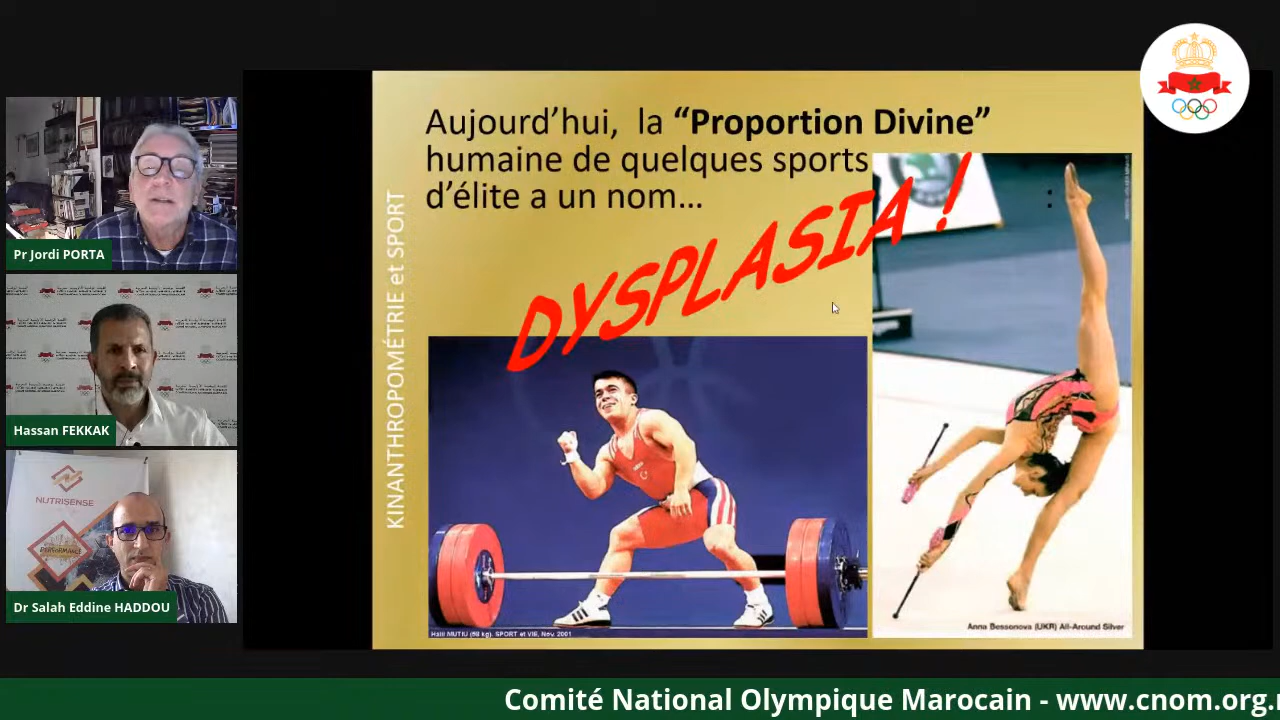 Aujourd’hui, la “Proportion Divine”
humaine de quelques sports
d’élite a un nom… :
DYSPLASIA !
KINANTHROPOMÉTRIE et SPORT
Pr Jordi PORTA
Hassan FEKKAK
NUTRISENSE
PERFORMANCE
Dr Salah Eddine HADDOU
Halil MUTLU (56 kg). SPORT et VIE, Nov. 2001
Anna Bessonova (UKR) All-Around Silver
Comité National Olympique Marocain - www.cnom.org.